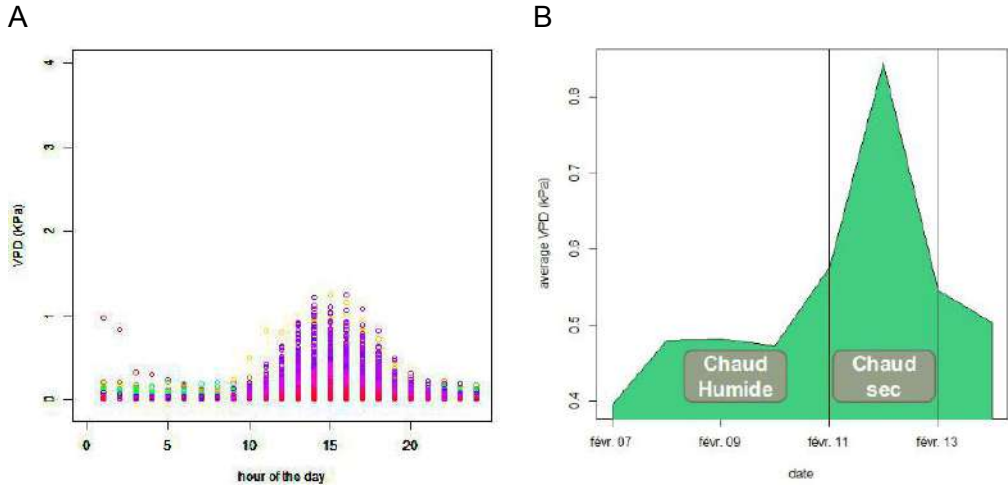 A
B
4
3
2
1
0
VPD (KPa)
0
5
10
15
20
hour of the day
0.8
0.7
0.6
0.5
0.4
average VPD (kPa)
Chaud
Humide
Chaud
sec
févr. 07
févr. 09
févr. 11
févr. 13
date